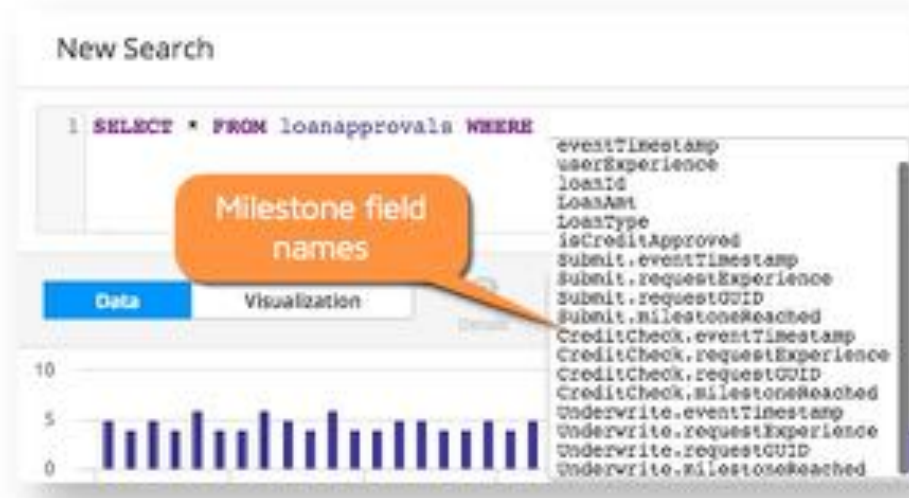 New Search
1 SELECT * FROM loanapprovals WHERE
eventTimestamp
userExperience
loanId
LoanAmt
LoanType
isCreditApproved
Submit.eventTimestamp
Submit.requestExperience
Submit.requestGUID
Submit.milestoneReached
CreditCheck.eventTimestamp
CreditCheck.requestExperience
CreditCheck.requestGUID
CreditCheck.milestoneReached
Underwrite.eventTimestamp
Underwrite.requestExperience
Underwrite.requestGUID
Underwrite.milestoneReached
Milestone field
names
Data
Visualization
10
5
0